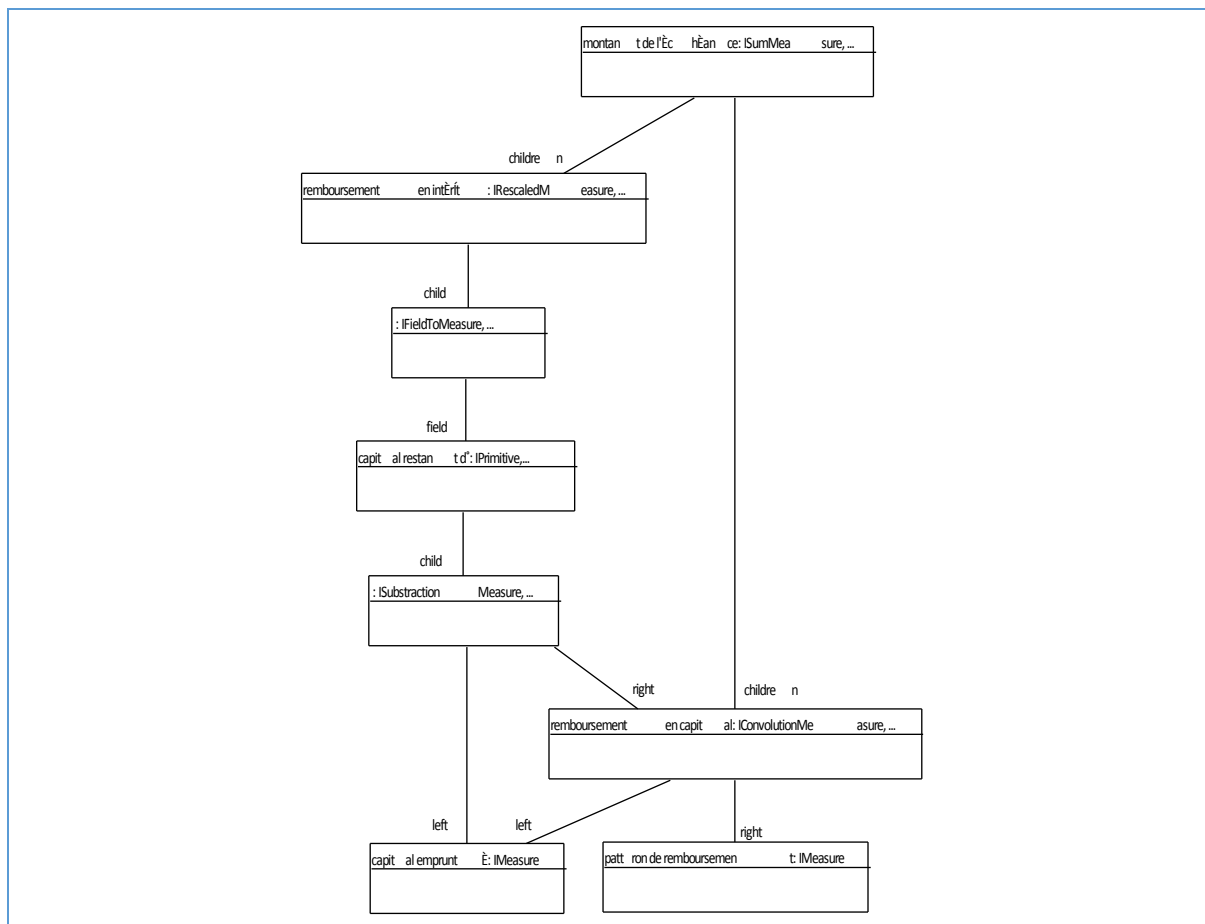 montan t de l'Èc hÈan ce: ISumMea sure, ...
childre n
remboursement en intÈrÍt : IRescaledM easure, ...
child
: IFieldToMeasure, ...
field
capit al restan t d˚: IPrimitive,...
child
: ISubstraction Measure, ...
right
childre n
remboursement en capit al: IConvolutionMe asure, ...
left
left
right
capit al emprunt È: IMeasure
patt ron de remboursemen t: IMeasure